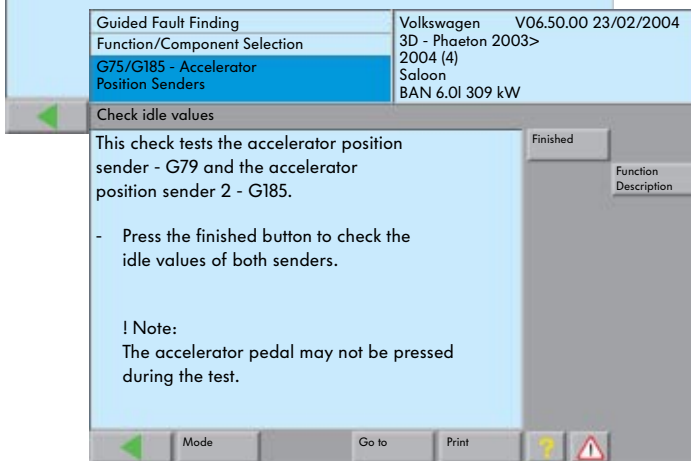 Guided Fault Finding
Function/Component Selection
G75/G185 - Accelerator
Position Senders
Volkswagen V06.50.00 23/02/2004
3D - Phaeton 2003>
2004 (4)
Saloon
BAN 6.0l 309 kW
Check idle values
This check tests the accelerator position
sender - G79 and the accelerator
position sender 2 - G185.
- Press the finished button to check the
idle values of both senders.
! Note:
The accelerator pedal may not be pressed
during the test.
Finished
Function
Description
Mode
Go to
Print
?
!